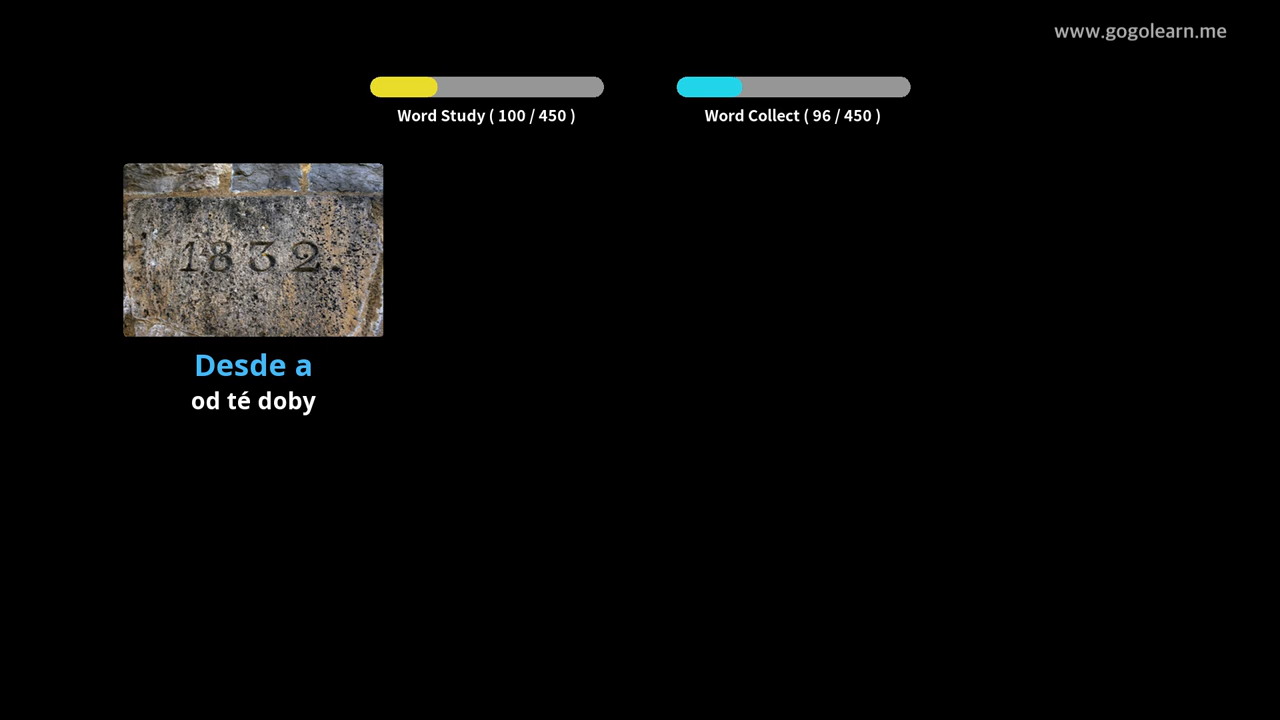 www.gogolearn.me
Word Study ( 100 / 450 )
Word Collect ( 96 / 450 )
1832.
Desde a
od té doby